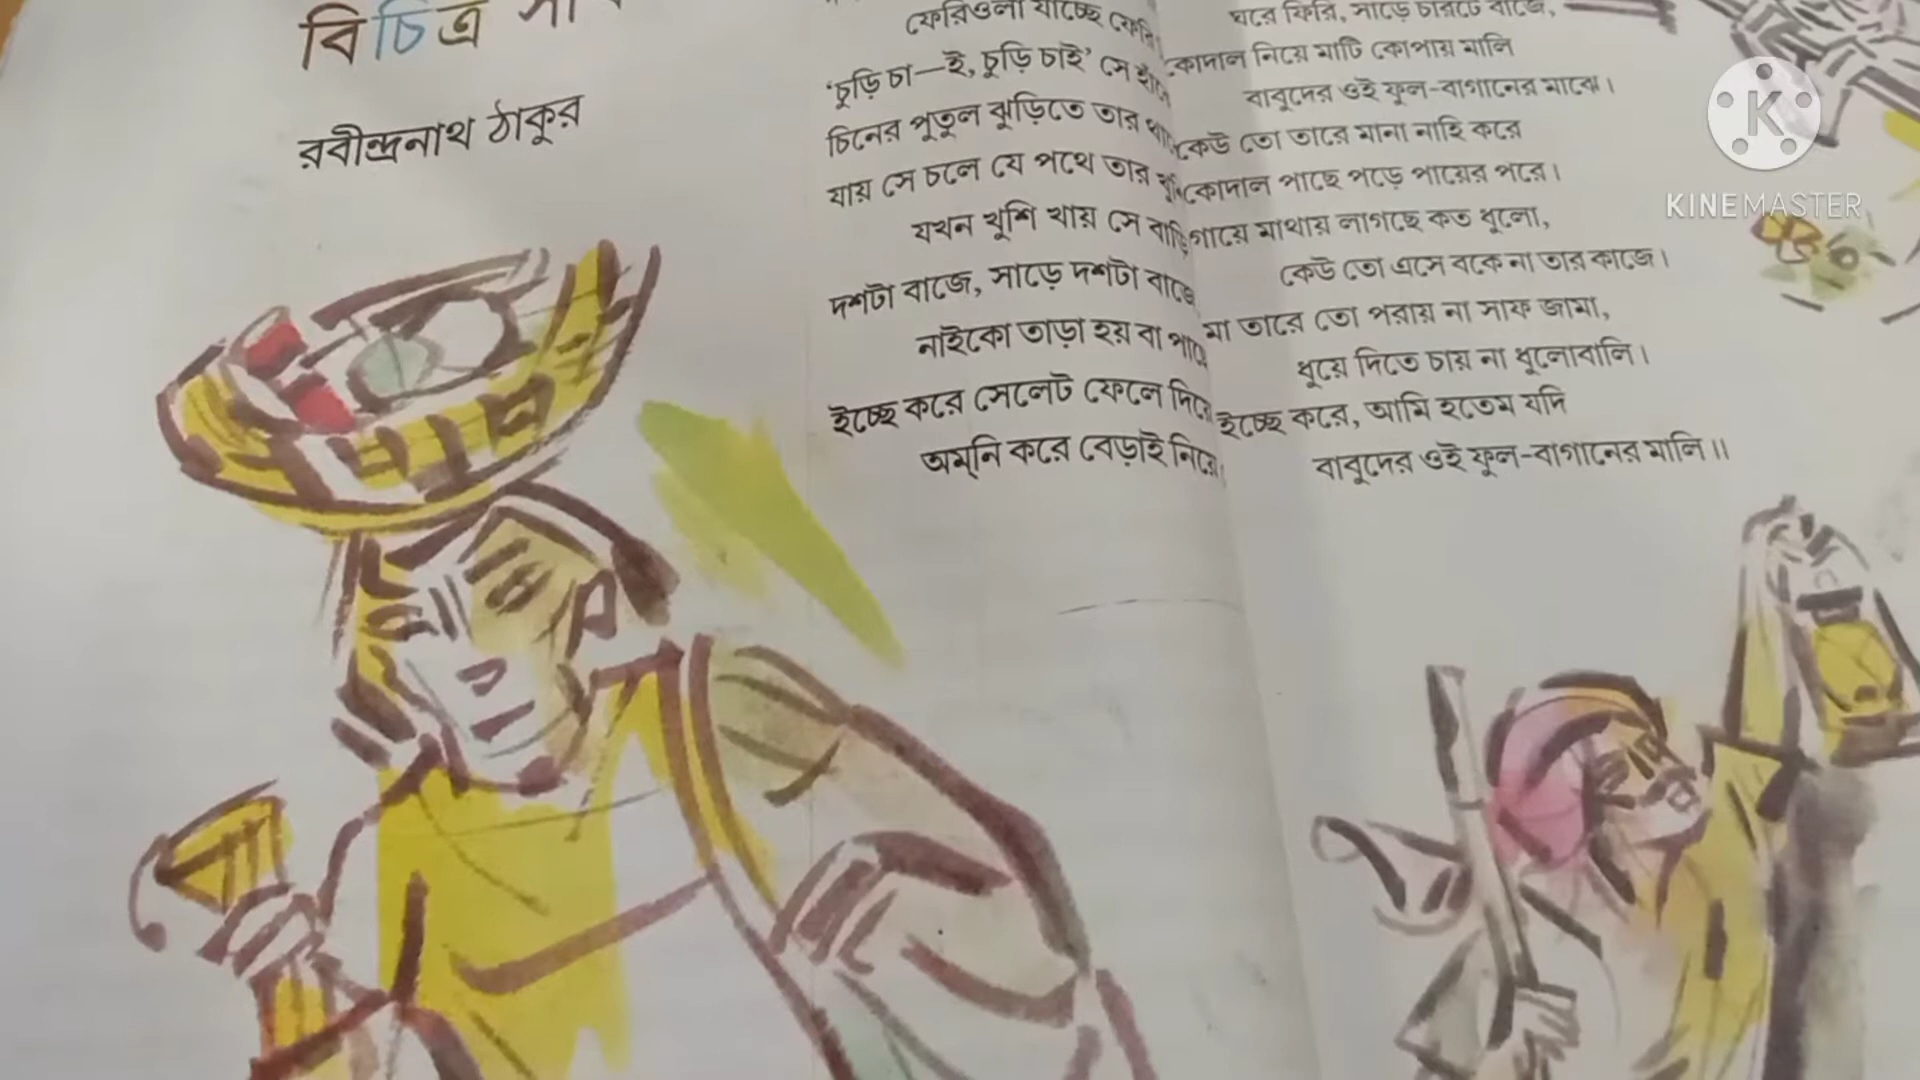 বিচিত্র
রবীন্দ্রনাথ ঠাকুর
ফেরিওলা যাচ্ছে
‘চুড়ি চা—ই, চুড়ি চাই’ সে
চিনের পুতুল ঝুড়িতে তার
যায় সে চলে যে পথে তার
যখন খুশি খায় সে
দশটা বাজে, সাড়ে দশটা বাজে
নাইকো তাড়া হয় বা
ইচ্ছে করে সেলেট ফেলে দিয়ে
অম্‌নি করে বেড়াই নিয়ে
ঘরে ফিরি, সাড়ে চারটে বাজে,
কোদাল নিয়ে মাটি কোপায় মালি
বাবুদের ওই ফুল-বাগানের মাঝে।
কেউ তো তারে মানা নাহি করে
কোদাল পাছে পড়ে পায়ের পরে।
গায়ে মাথায় লাগছে কত ধুলো,
কেউ তো এসে বকে না তার কাজে।
মা তারে তো পরায় না সাফ জামা,
ধুয়ে দিতে চায় না ধুলোবালি।
ইচ্ছে করে, আমি হতেম যদি
বাবুদের ওই ফুল-বাগানের মালি॥
K
KINEMASTER